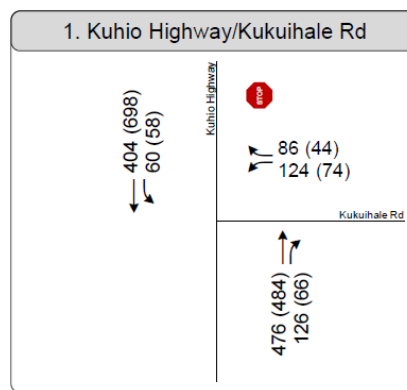 1. Kuhio Highway/Kukuihale Rd
Kuhio Highway
STOP
404 (698)
60 (58)
86 (44)
124 (74)
Kukuihale Rd
476 (484)
126 (66)